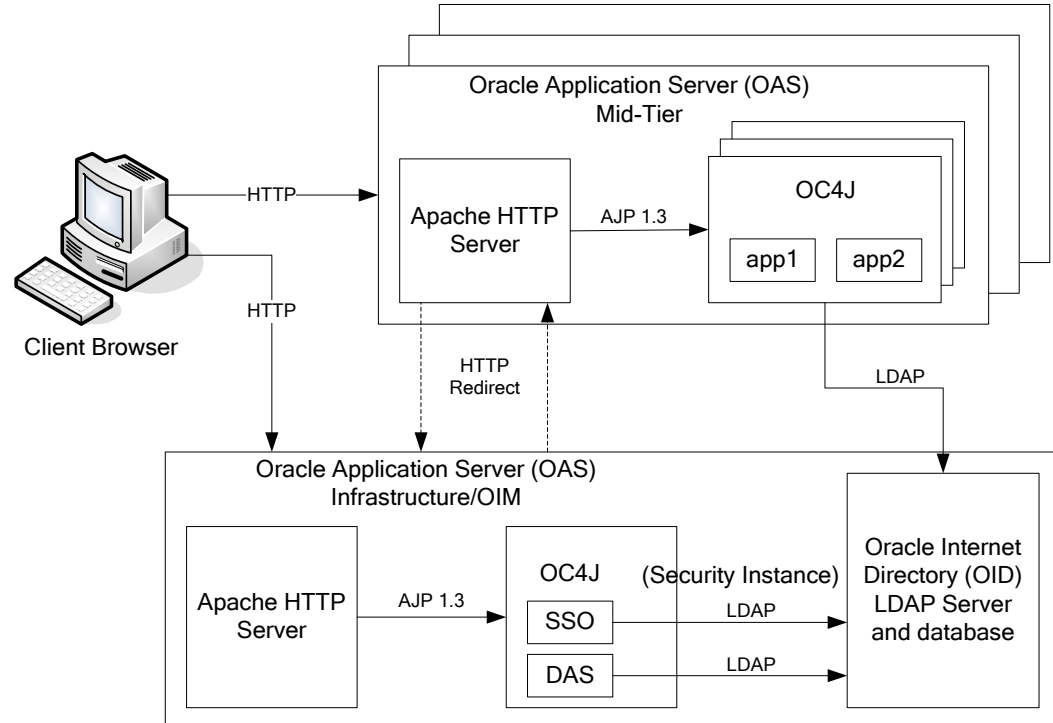 Oracle Application Server (OAS)
Mid-Tier
HTTP
Apache HTTP
Server
AJP 1.3
OC4J
app1
app2
HTTP
Client Browser
HTTP
Redirect
LDAP
Oracle Application Server (OAS)
Infrastructure/OIM
Apache HTTP
Server
AJP 1.3
OC4J
(Security Instance)
SSO
LDAP
DAS
LDAP
Oracle Internet
Directory (OID)
LDAP Server
and database